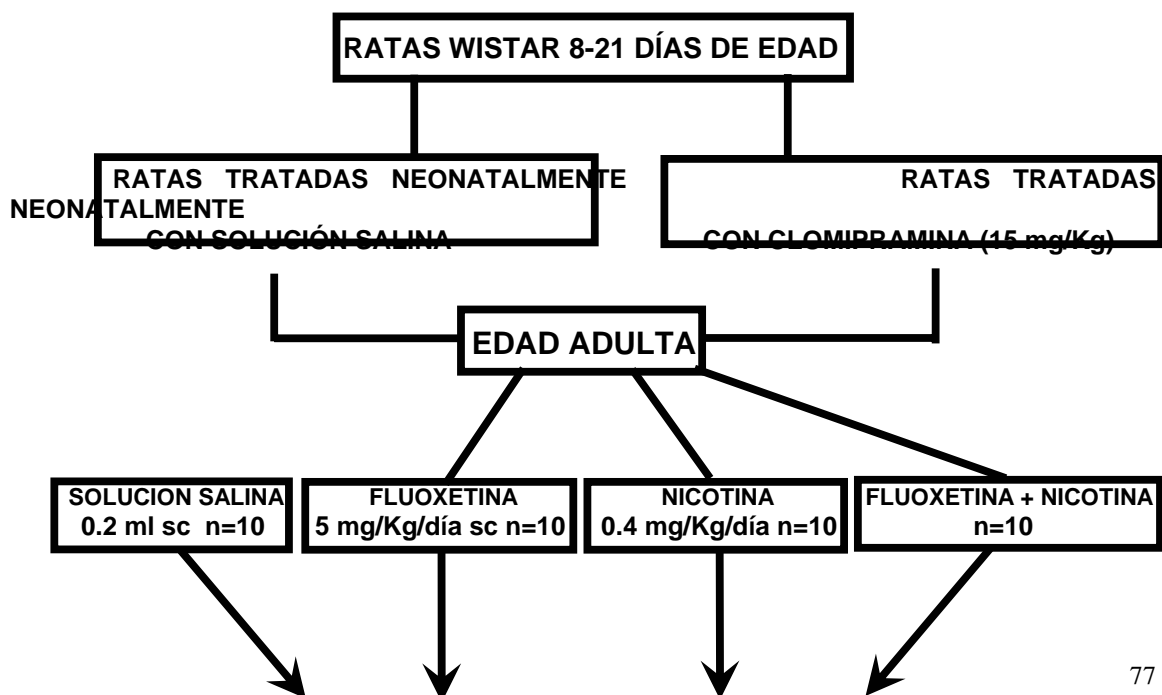 RATAS WISTAR 8-21 DÍAS DE EDAD
RATAS TRATADAS NEONATALMENTE RATAS TRATADAS
NEONATALMENTE
CON SOLUCIÓN SALINA CON CLOMIPRAMINA (15 mg/Kg)
EDAD ADULTA
SOLUCION SALINA
0.2 ml sc n=10
FLUOXETINA
5 mg/Kg/día sc n=10
NICOTINA
0.4 mg/Kg/día n=10
FLUOXETINA + NICOTINA
n=10
77